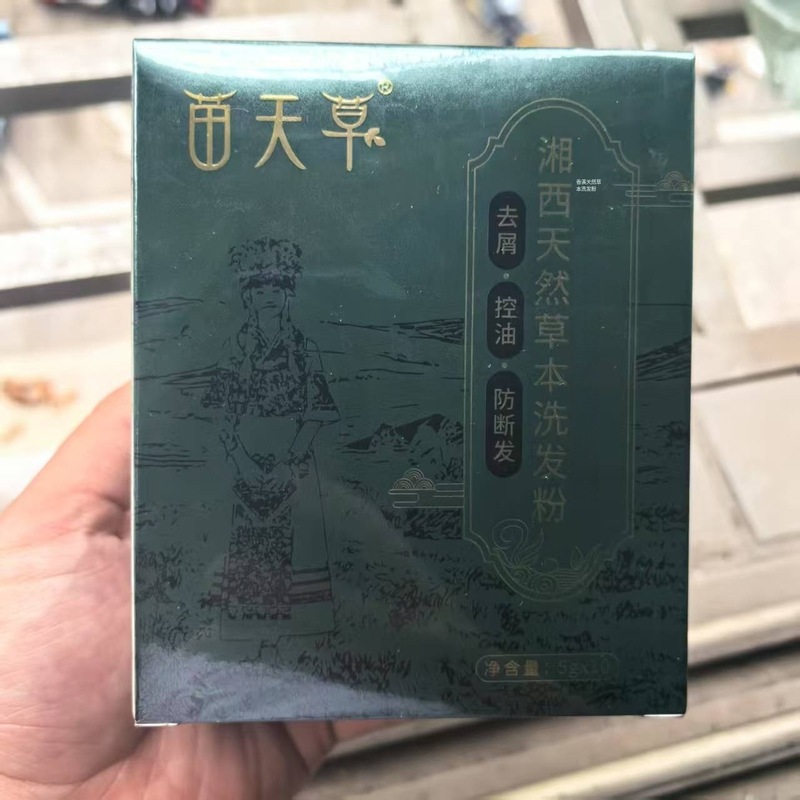 苗天草®
湘西天然草本洗发粉
去屑
控油
防断发
净含量：5g×10